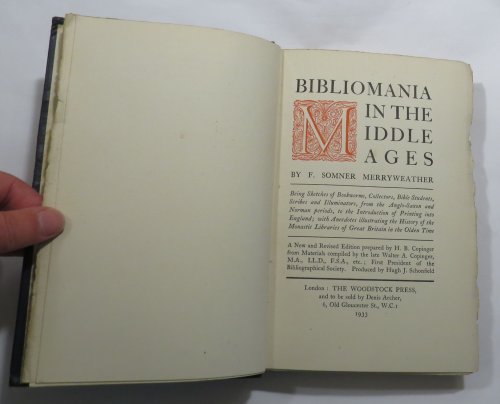 BIBLIOMANIA
IN THE
MIDDLE
AGES
BY F. SOMNER MERRYWEATHER
Being Sketches of Bookworms, Collectors, Bible Students,
Scribes and Illuminators, from the Anglo-Saxon and
Norman periods, to the Introduction of Printing into
England; with Anecdotes illustrating the History of the
Monastic Libraries of Great Britain in the Olden Time
A New and Revised Edition prepared by H. B. Copinger
from Materials compiled by the late Walter A. Copinger,
M.A., LL.D., F.S.A., etc.; First President of the
Bibliographical Society. Produced by Hugh J. Schonfield
London: THE WOODSTOCK PRESS,
and to be sold by Denis Archer,
6, Old Gloucester St., W.C.1
1933